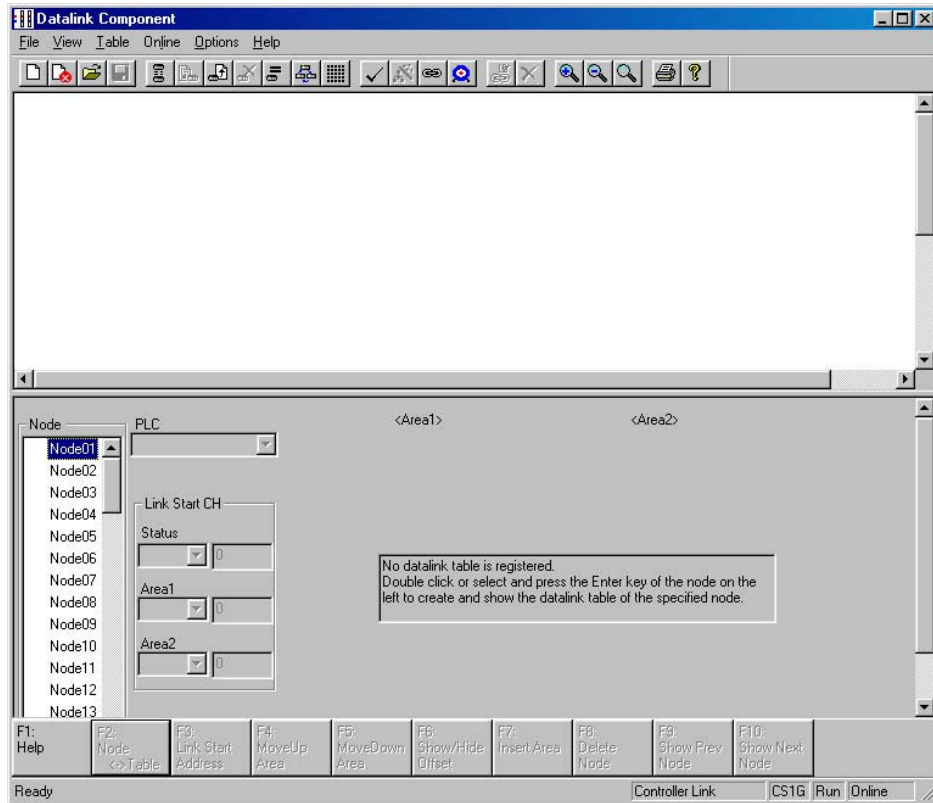 Datalink Component
File View Table Online Options Help
<Area1> <Area2>
Node
Node01
Node02
Node03
Node04
Node05
Node06
Node07
Node08
Node09
Node10
Node11
Node12
Node13
PLC
Link Start CH
Status
0
Area1
0
Area2
0
No datalink table is registered.
Double click or select and press the Enter key of the node on the
left to create and show the datalink table of the specified node.
F1:
Help
F2:
Node
<->Table
F3:
Link Start
Address
F4:
MoveUp
Area
F5:
MoveDown
Area
F6:
Show/Hide
Offset
F7:
Insert Area
F8:
Delete
Node
F9:
Show Prev
Node
F10:
Show Next
Node
Ready Controller Link CS1G Run Online